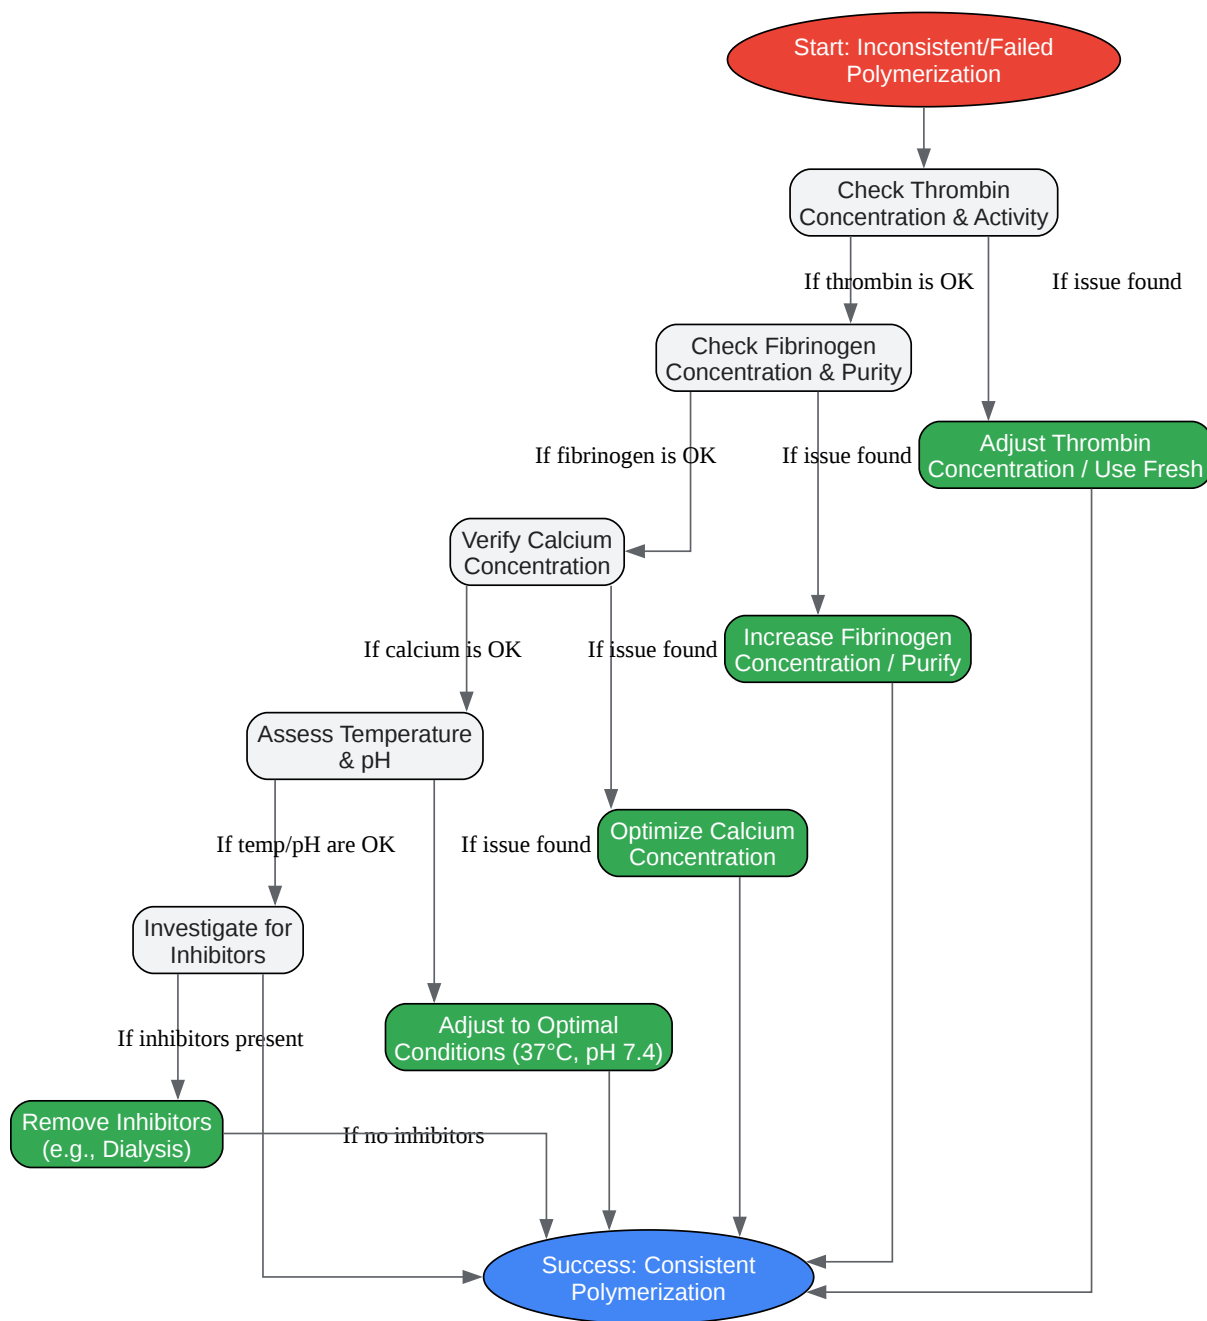 Start: Inconsistent/Failed
Polymerization
Check Thrombin
Concentration & Activity
If thrombin is OK
If issue found
Check Fibrinogen
Concentration & Purity
If fibrinogen is OK
If issue found
Adjust Thrombin
Concentration / Use Fresh
Verify Calcium
Concentration
If calcium is OK
If issue found
Increase Fibrinogen
Concentration / Purify
Assess Temperature
& pH
If temp/pH are OK
If issue found
Optimize Calcium
Concentration
Investigate for
Inhibitors
If inhibitors present
Adjust to Optimal
Conditions (37°C, pH 7.4)
Remove Inhibitors
(e.g., Dialysis)
If no inhibitors
Success: Consistent
Polymerization